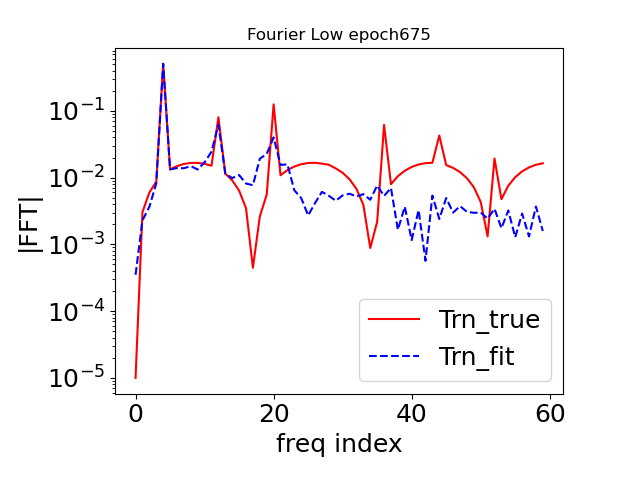 Fourier Low epoch675
|FFT|
10⁻¹
10⁻²
10⁻³
10⁻⁴
10⁻⁵
Trn_true
Trn_fit
0 20 40 60
freq index